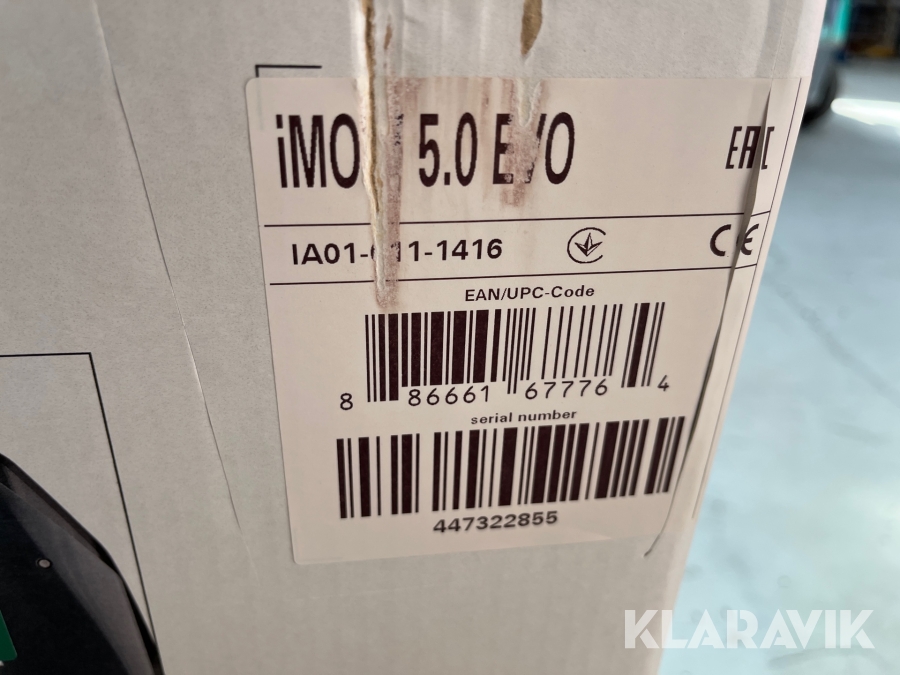 5.0
EAC
CE
EAN/UPC-Code
8 86661 67776 4
serial number
447322855
KLARAVIK